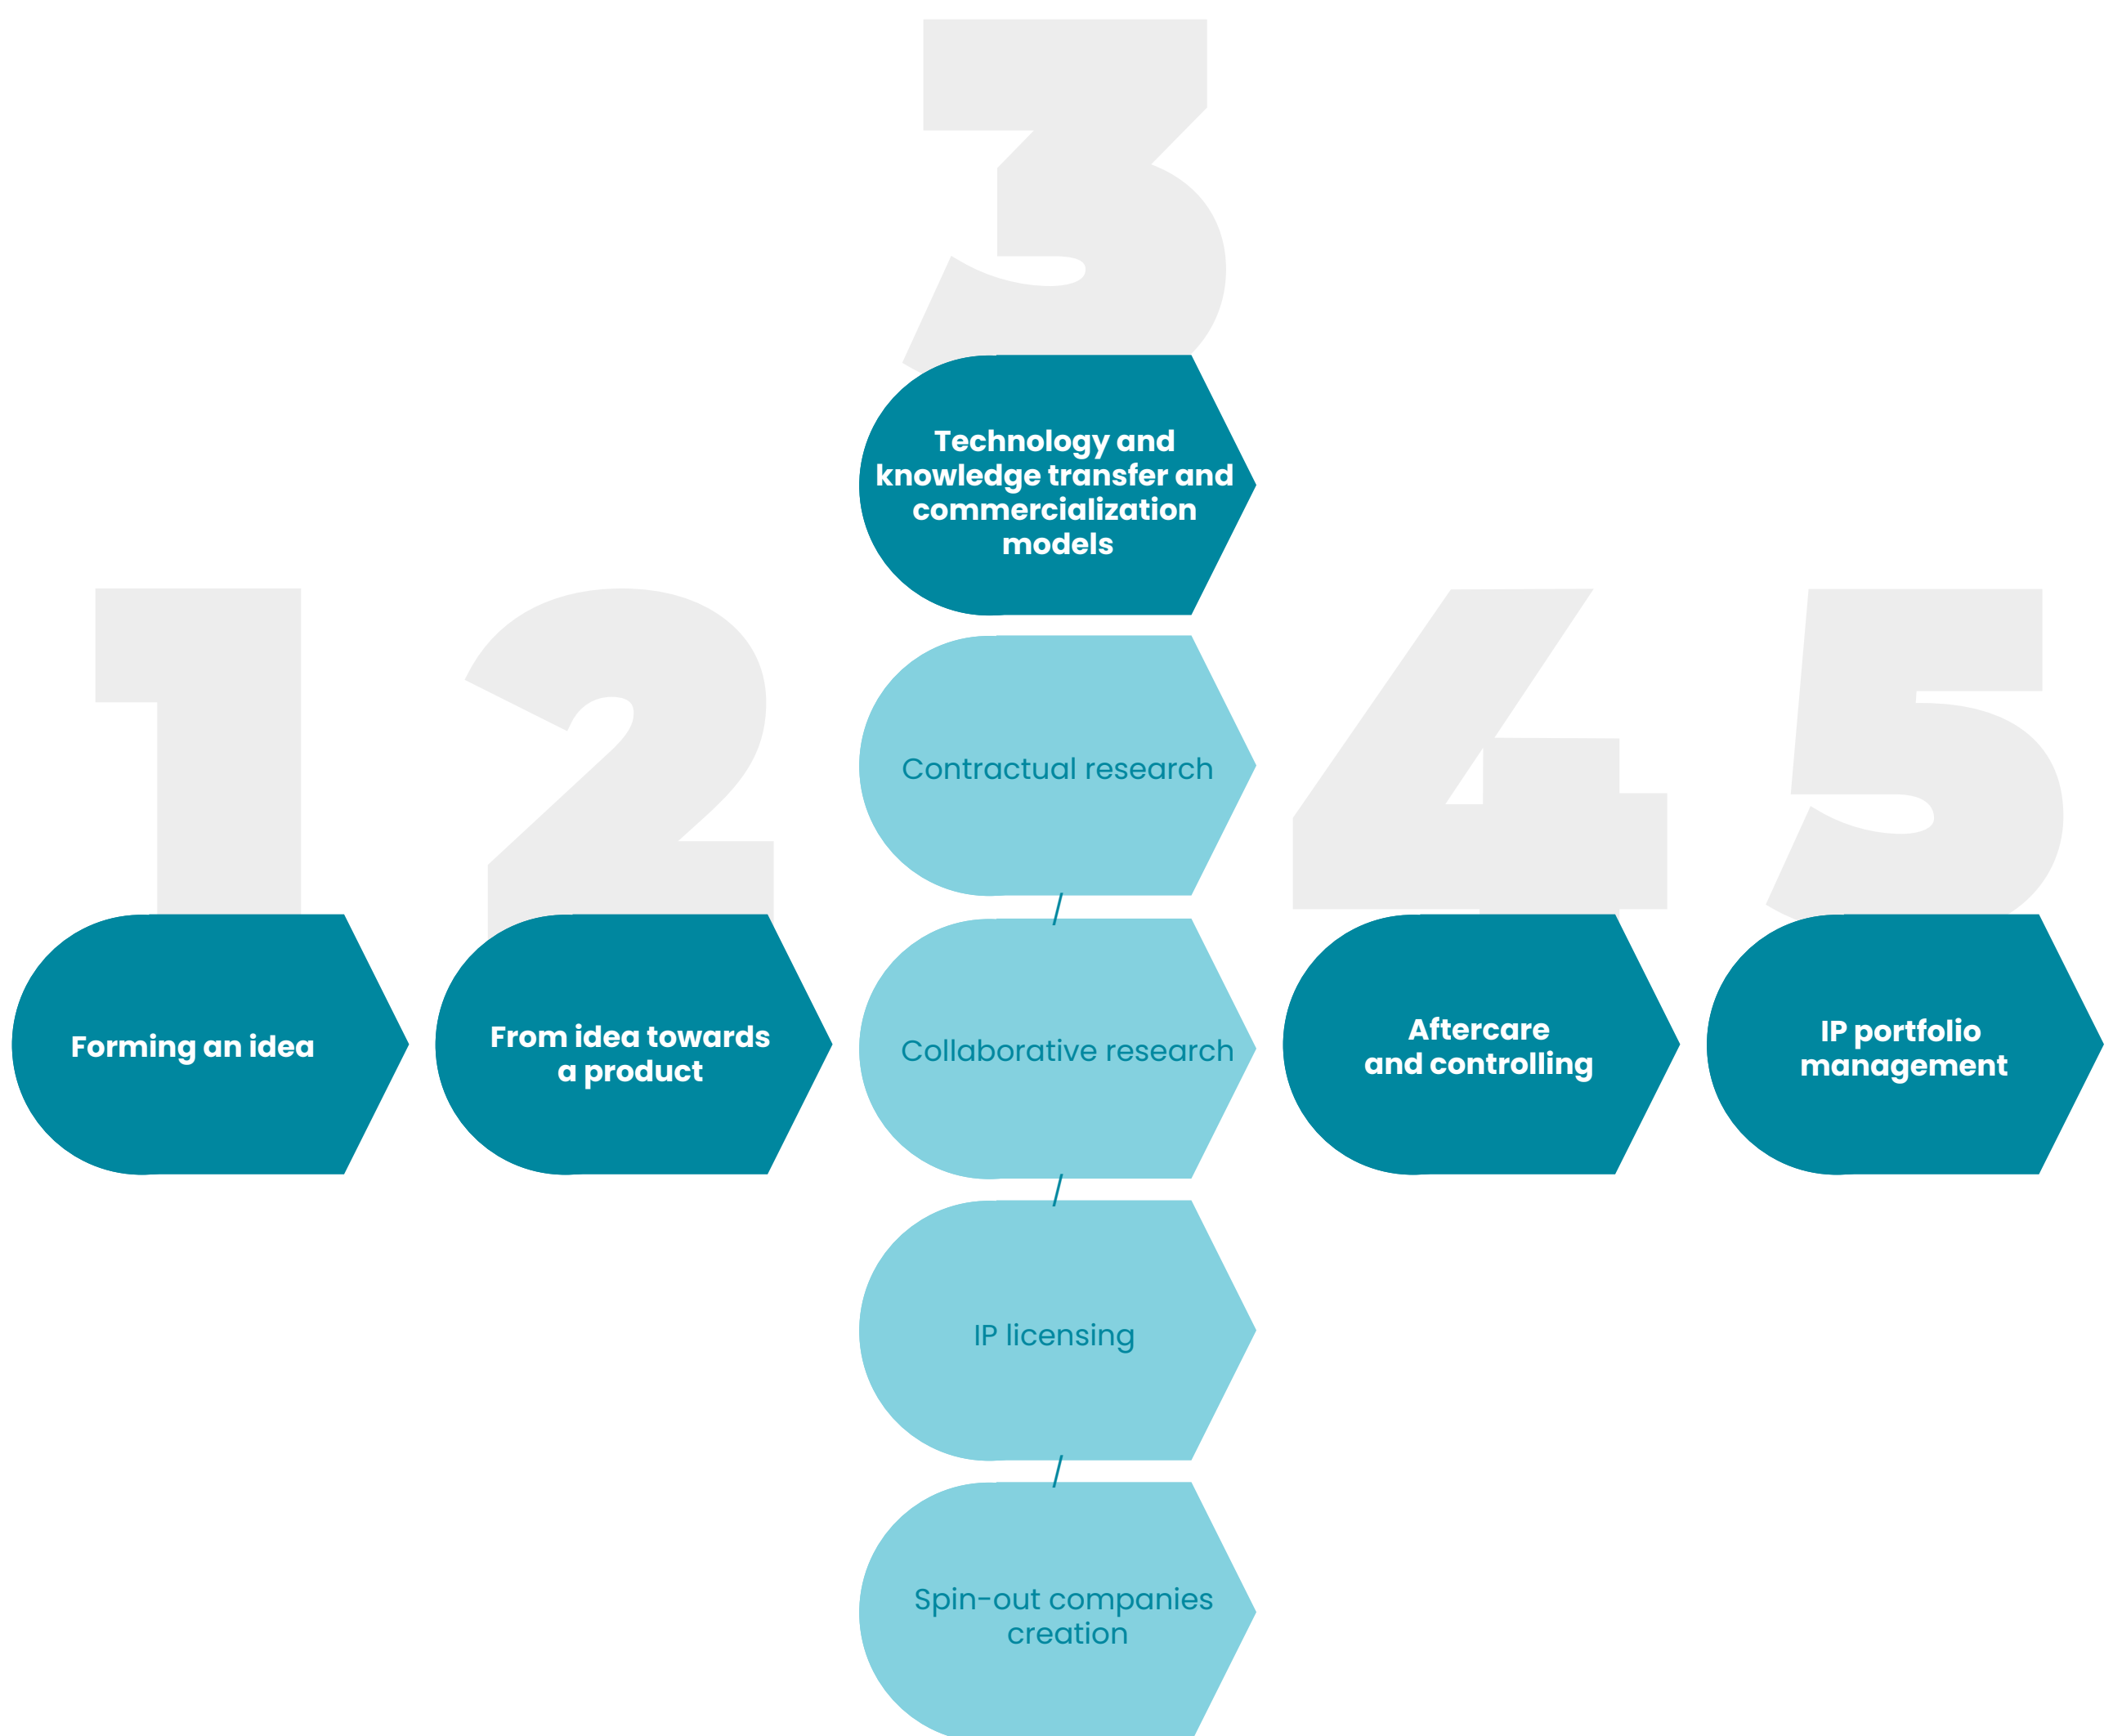 1
Forming an idea
2
From idea towards
a product
3
Technology and
knowledge transfer and
commercialization
models
Contractual research
/
Collaborative research
/
IP licensing
/
Spin-out companies
creation
4
Aftercare
and controlling
5
IP portfolio
management